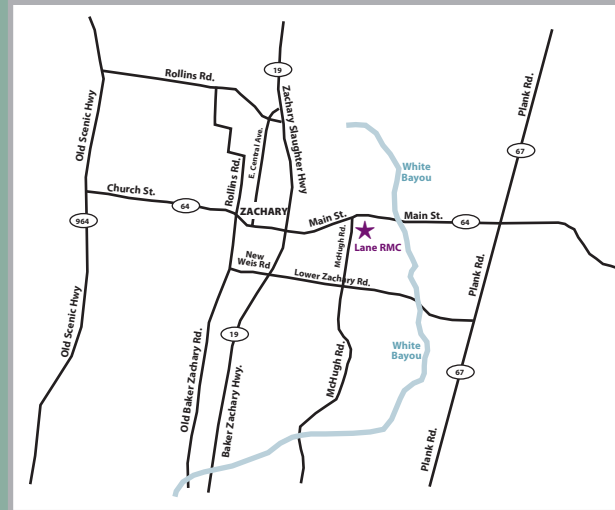 Rollins Rd.
19
Plank Rd.
Old Scenic Hwy
Zachary Slaughter Hwy
E. Central Ave.
67
White
Bayou
Rollins Rd.
Church St.
64
ZACHARY
Main St.
Main St.
64
964
McHugh Rd.
Lane RMC
New
Weis Rd
Lower Zachary Rd.
Plank Rd.
Old Scenic Hwy
19
White
Bayou
Old Baker Zachary Rd.
Baker Zachary Hwy.
McHugh Rd.
67
Plank Rd.